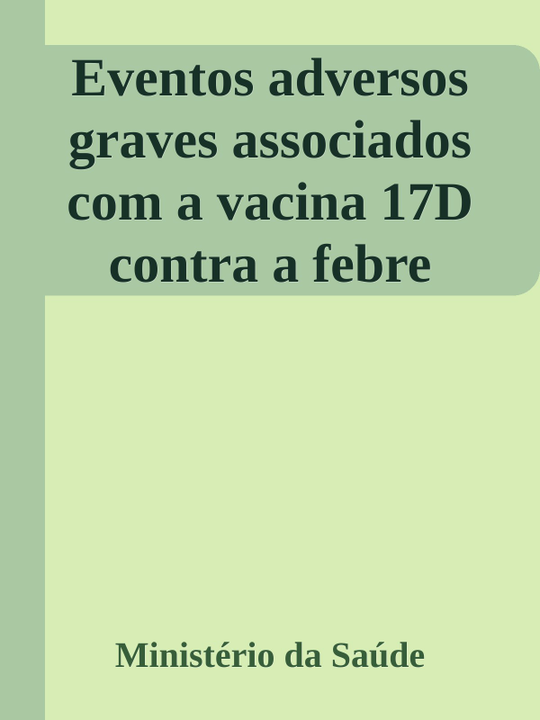 Eventos adversos
graves associados
com a vacina 17D
contra a febre
Ministério da Saúde